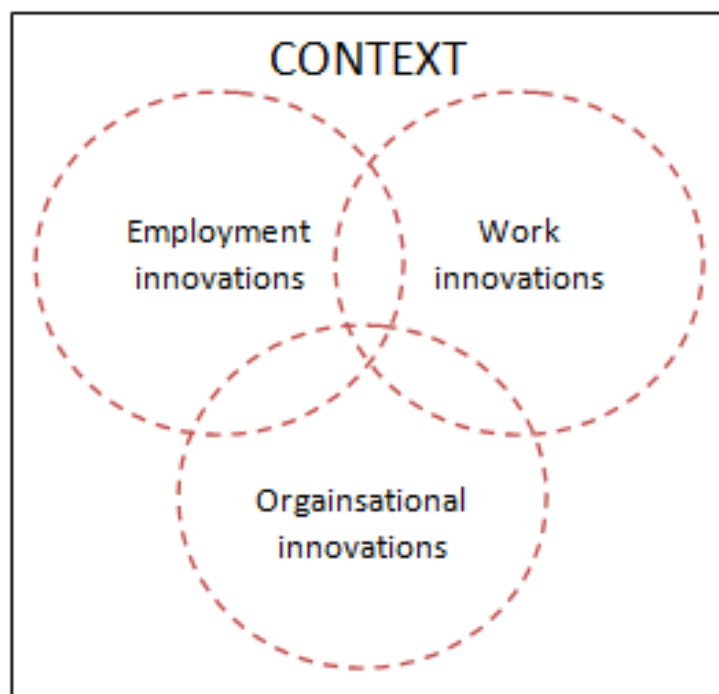 CONTEXT
Employment
innovations
Work
innovations
Orgainsational
innovations